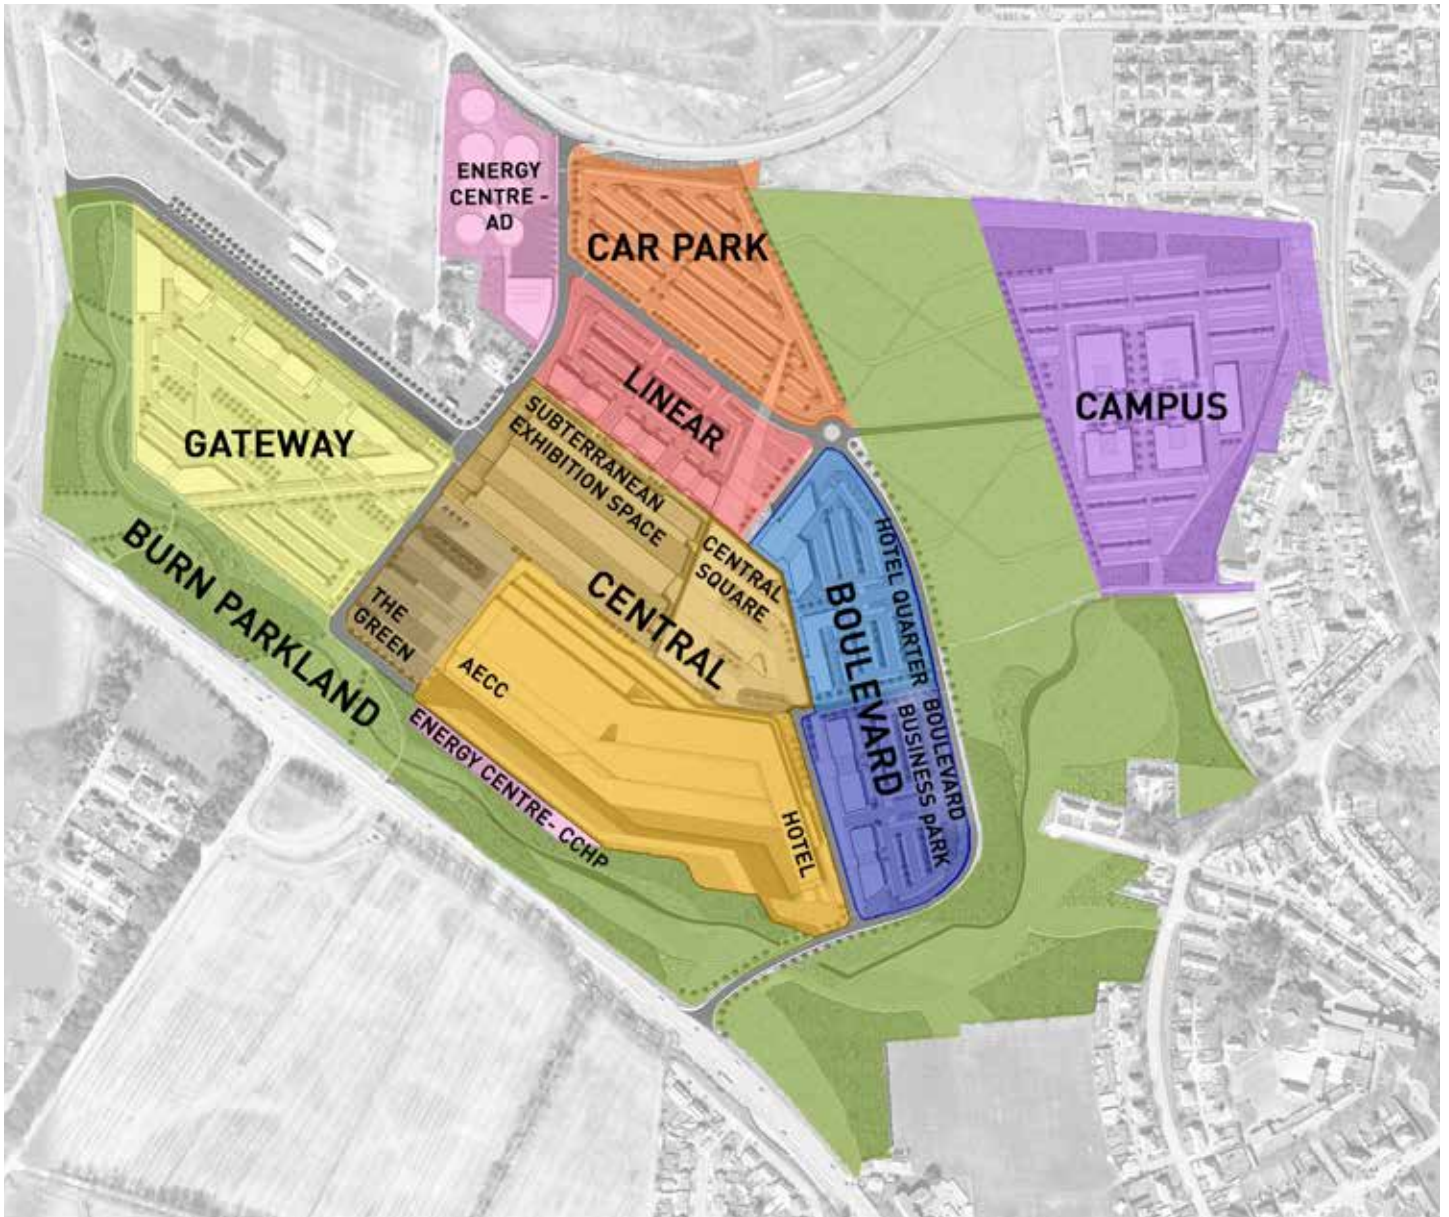 ENERGY
CENTRE -
AD
CAR PARK
LINEAR
CAMPUS
GATEWAY
SUBTERRANEAN
EXHIBITION SPACE
CENTRAL
SQUARE
CENTRAL
THE
GREEN
AECC
HOTEL
ENERGY CENTRE- CCHP
BURN PARKLAND
BOULEVARD
HOTEL QUARTER
BOULEVARD
BUSINESS pARK